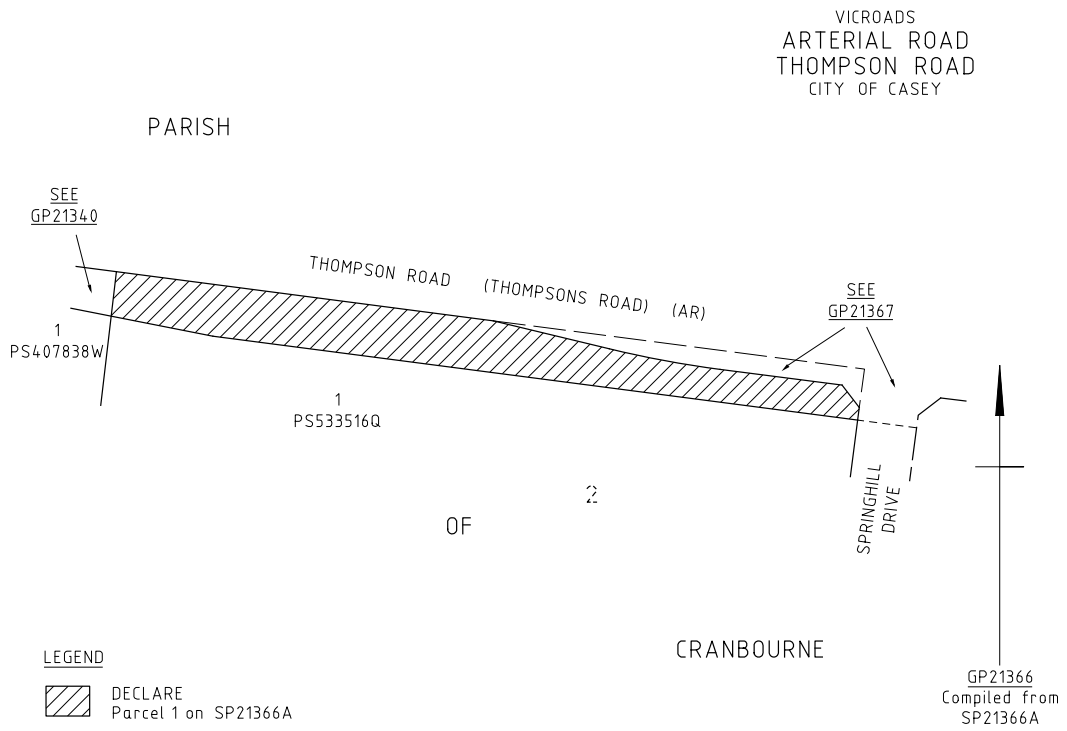 VICROADS
ARTERIAL ROAD
THOMPSON ROAD
CITY OF CASEY
PARISH
SEE
GP21340
THOMPSON ROAD (THOMPSONS ROAD) (AR)
SEE
GP21367
1
PS407838W
1
PS533516Q
2
OF
SPRINGHILL
DRIVE
CRANBOURNE
LEGEND
DECLARE
Parcel 1 on SP21366A
GP21366
Compiled from
SP21366A